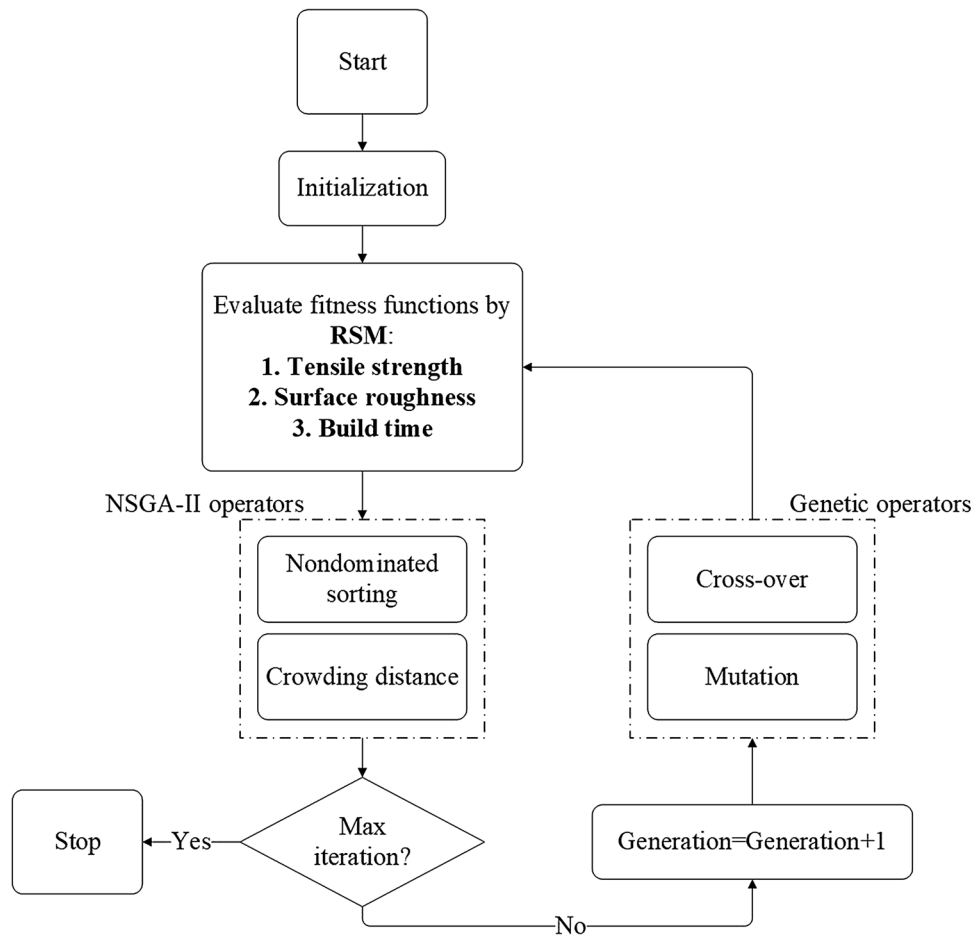 Start
Initialization
Evaluate fitness functions by
RSM:
1. Tensile strength
2. Surface roughness
3. Build time
NSGA-II operators
Nondominated
sorting
Crowding distance
Genetic operators
Cross-over
Mutation
Max
iteration?
Yes
Stop
No
Generation=Generation+1